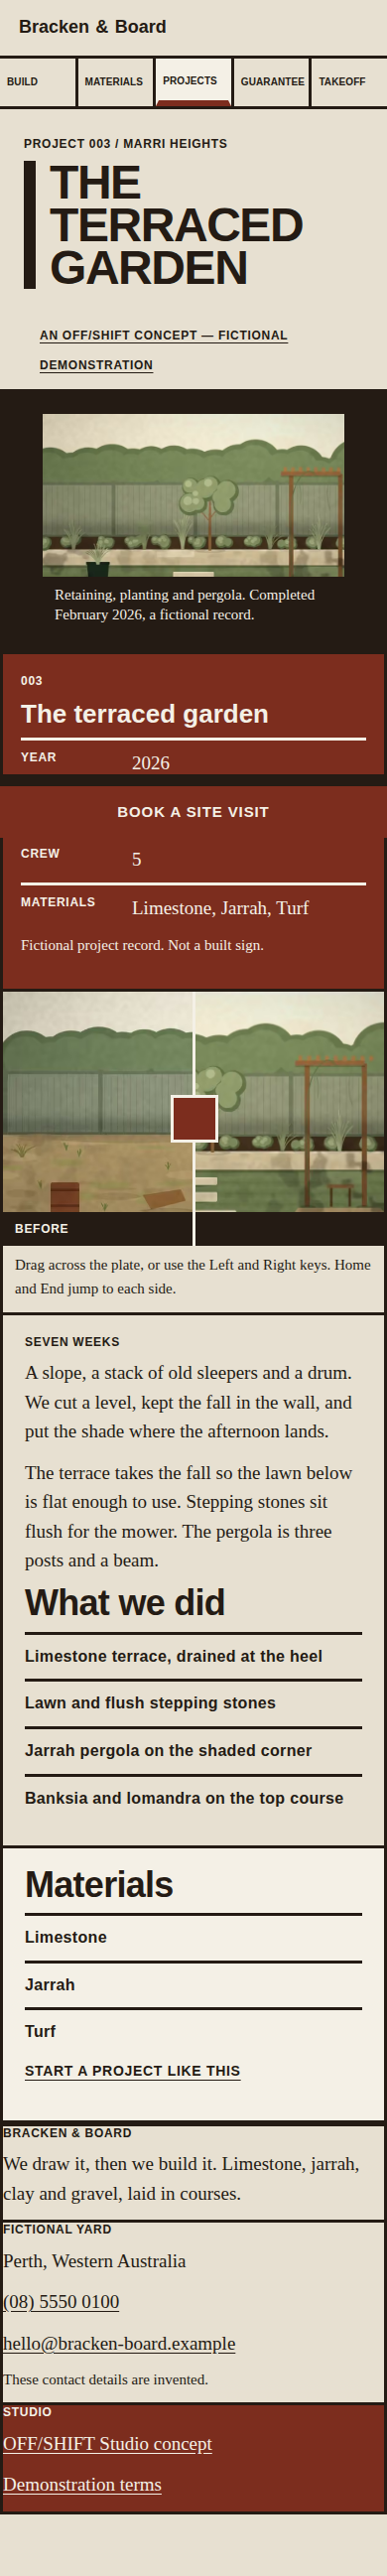 Bracken & Board
BUILD
MATERIALS
PROJECTS
GUARANTEE
TAKEOFF
PROJECT 003 / MARRI HEIGHTS
THE
TERRACED
GARDEN
AN OFF/SHIFT CONCEPT — FICTIONAL
DEMONSTRATION
Retaining, planting and pergola. Completed
February 2026, a fictional record.
003
The terraced garden
YEAR
2026
BOOK A SITE VISIT
CREW
5
MATERIALS
Limestone, Jarrah, Turf
Fictional project record. Not a built sign.
BEFORE
Drag across the plate, or use the Left and Right keys. Home
and End jump to each side.
SEVEN WEEKS
A slope, a stack of old sleepers and a drum.
We cut a level, kept the fall in the wall, and
put the shade where the afternoon lands.
The terrace takes the fall so the lawn below
is flat enough to use. Stepping stones sit
flush for the mower. The pergola is three
posts and a beam.
What we did
Limestone terrace, drained at the heel
Lawn and flush stepping stones
Jarrah pergola on the shaded corner
Banksia and lomandra on the top course
Materials
Limestone
Jarrah
Turf
START A PROJECT LIKE THIS
BRACKEN & BOARD
We draw it, then we build it. Limestone, jarrah,
clay and gravel, laid in courses.
FICTIONAL YARD
Perth, Western Australia
(08) 5550 0100
hello@bracken-board.example
These contact details are invented.
STUDIO
OFF/SHIFT Studio concept
Demonstration terms